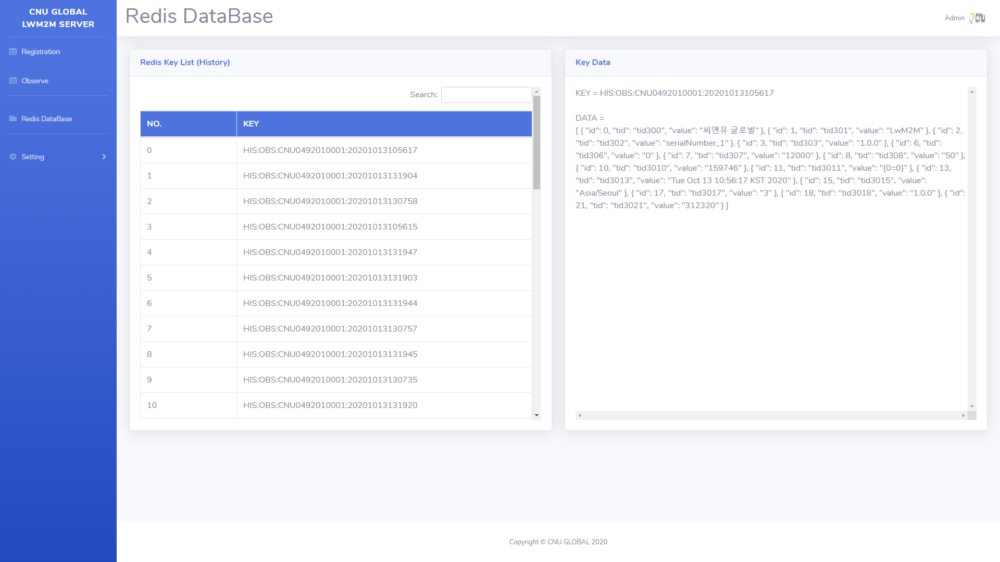 CNU GLOBAL
LWM2M SERVER
Registration
Observe
Redis DataBase
Setting
Redis DataBase
Admin
cnu
Redis Key List (History)
Search:
NO. KEY
0 HIS:OBS:CNU0492010001:20201013105617
1 HIS:OBS:CNU0492010001:20201013131904
2 HIS:OBS:CNU0492010001:20201013130758
3 HIS:OBS:CNU0492010001:20201013105615
4 HIS:OBS:CNU0492010001:20201013131947
5 HIS:OBS:CNU0492010001:20201013131903
6 HIS:OBS:CNU0492010001:20201013131944
7 HIS:OBS:CNU0492010001:20201013130757
8 HIS:OBS:CNU0492010001:20201013131945
9 HIS:OBS:CNU0492010001:20201013130735
10 HIS:OBS:CNU0492010001:20201013131920
Key Data
KEY = HIS:OBS:CNU0492010001:20201013105617
DATA =
[ { "id": 0, "tid": "tid300", "value": "씨앤유 글로벌" }, { "id": 1, "tid": "tid301", "value": "LwM2M" }, { "id": 2,
"tid": "tid302", "value": "serialNumber_1" }, { "id": 3, "tid": "tid303", "value": "1.0.0" }, { "id": 6, "tid":
"tid306", "value": "0" }, { "id": 7, "tid": "tid307", "value": "12000" }, { "id": 8, "tid": "tid308", "value": "50" },
{ "id": 10, "tid": "tid3010", "value": "159746" }, { "id": 11, "tid": "tid3011", "value": "{0=0}" }, { "id": 13,
"tid": "tid3013", "value": "Tue Oct 13 10:56:17 KST 2020" }, { "id": 15, "tid": "tid3015", "value":
"Asia/Seoul" }, { "id": 17, "tid": "tid3017", "value": "3" }, { "id": 18, "tid": "tid3018", "value": "1.0.0" }, { "id":
21, "tid": "tid3021", "value": "312320" } ]
Copyright © CNU GLOBAL 2020